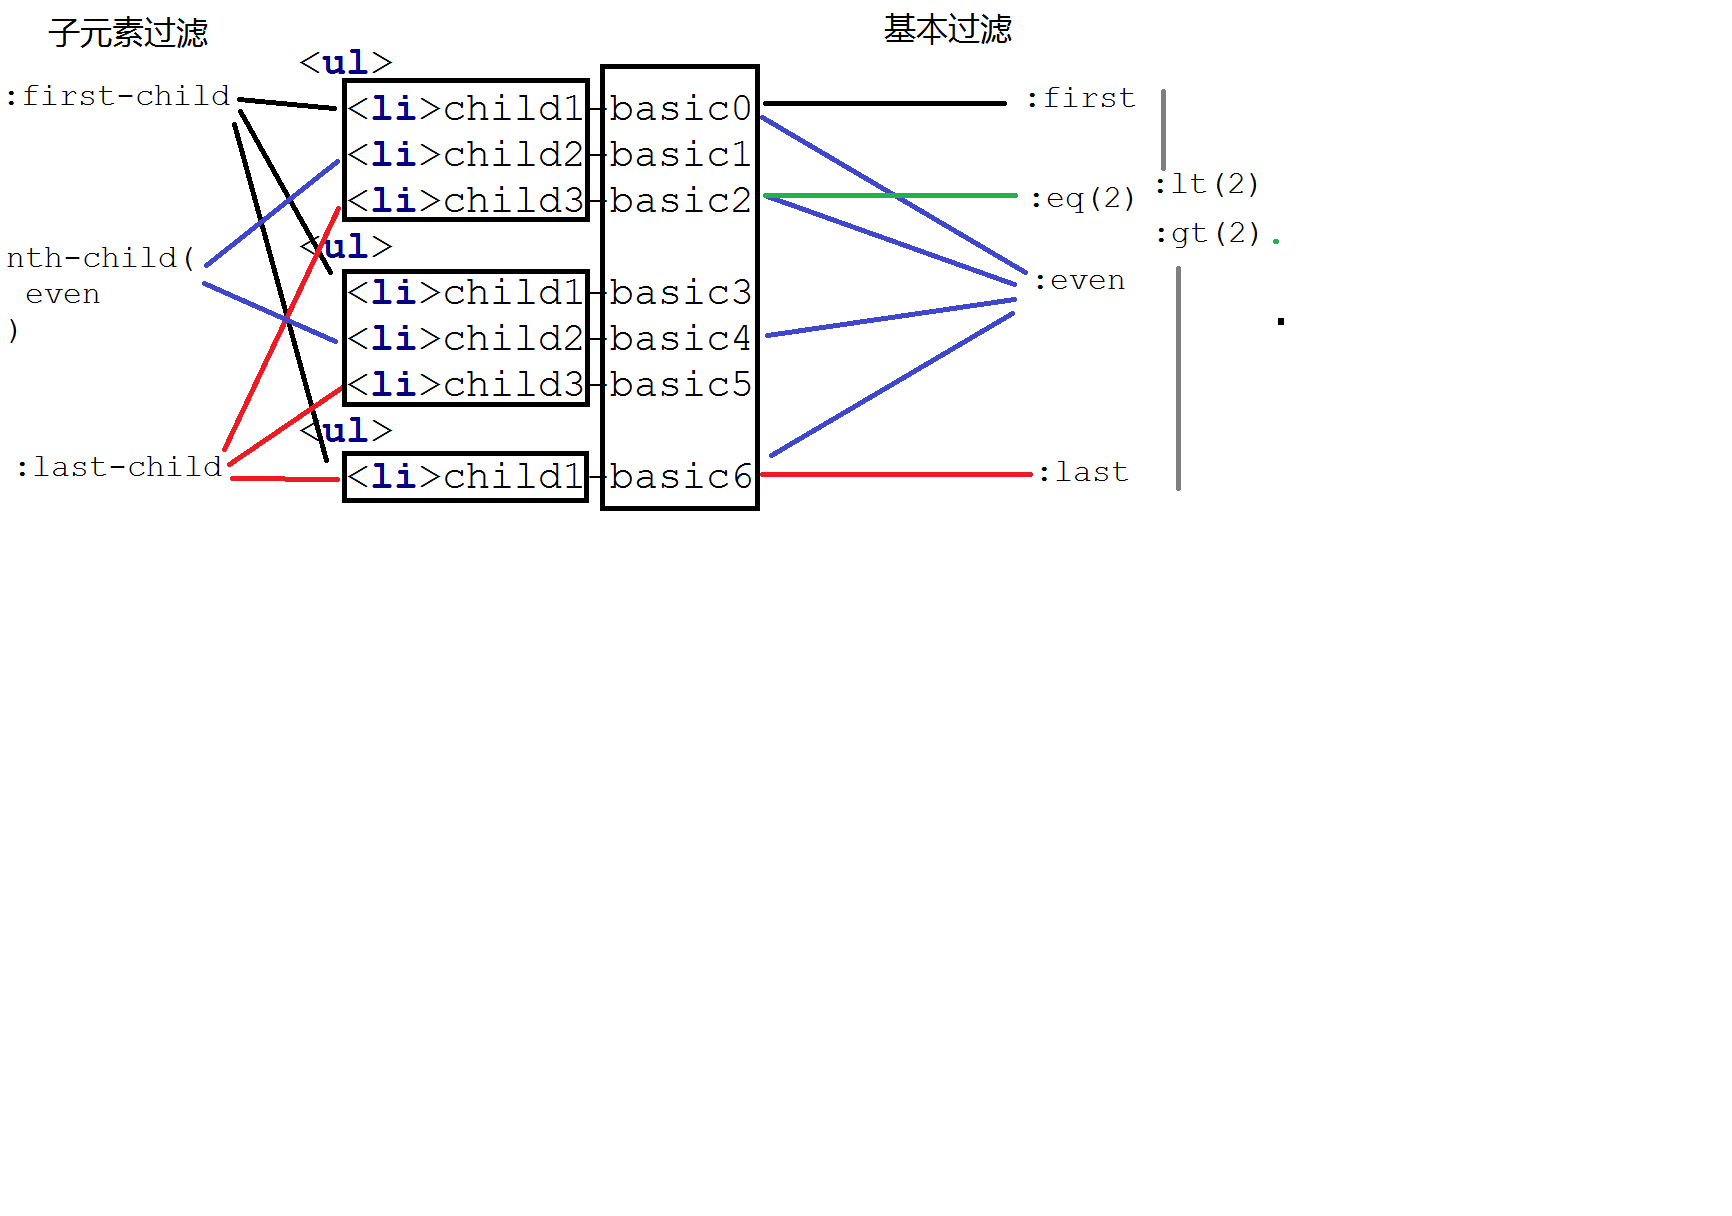 子元素过滤
基本过滤
<ul>
:first-child
<li>child1-basic0
:first
<li>child2-basic1
<li>child3-basic2
:eq(2)
:lt(2)
:gt(2)
<ul>
nth-child(
even
)
<li>child1-basic3
:even
<li>child2-basic4
<li>child3-basic5
<ul>
:last-child
<li>child1-basic6
:last